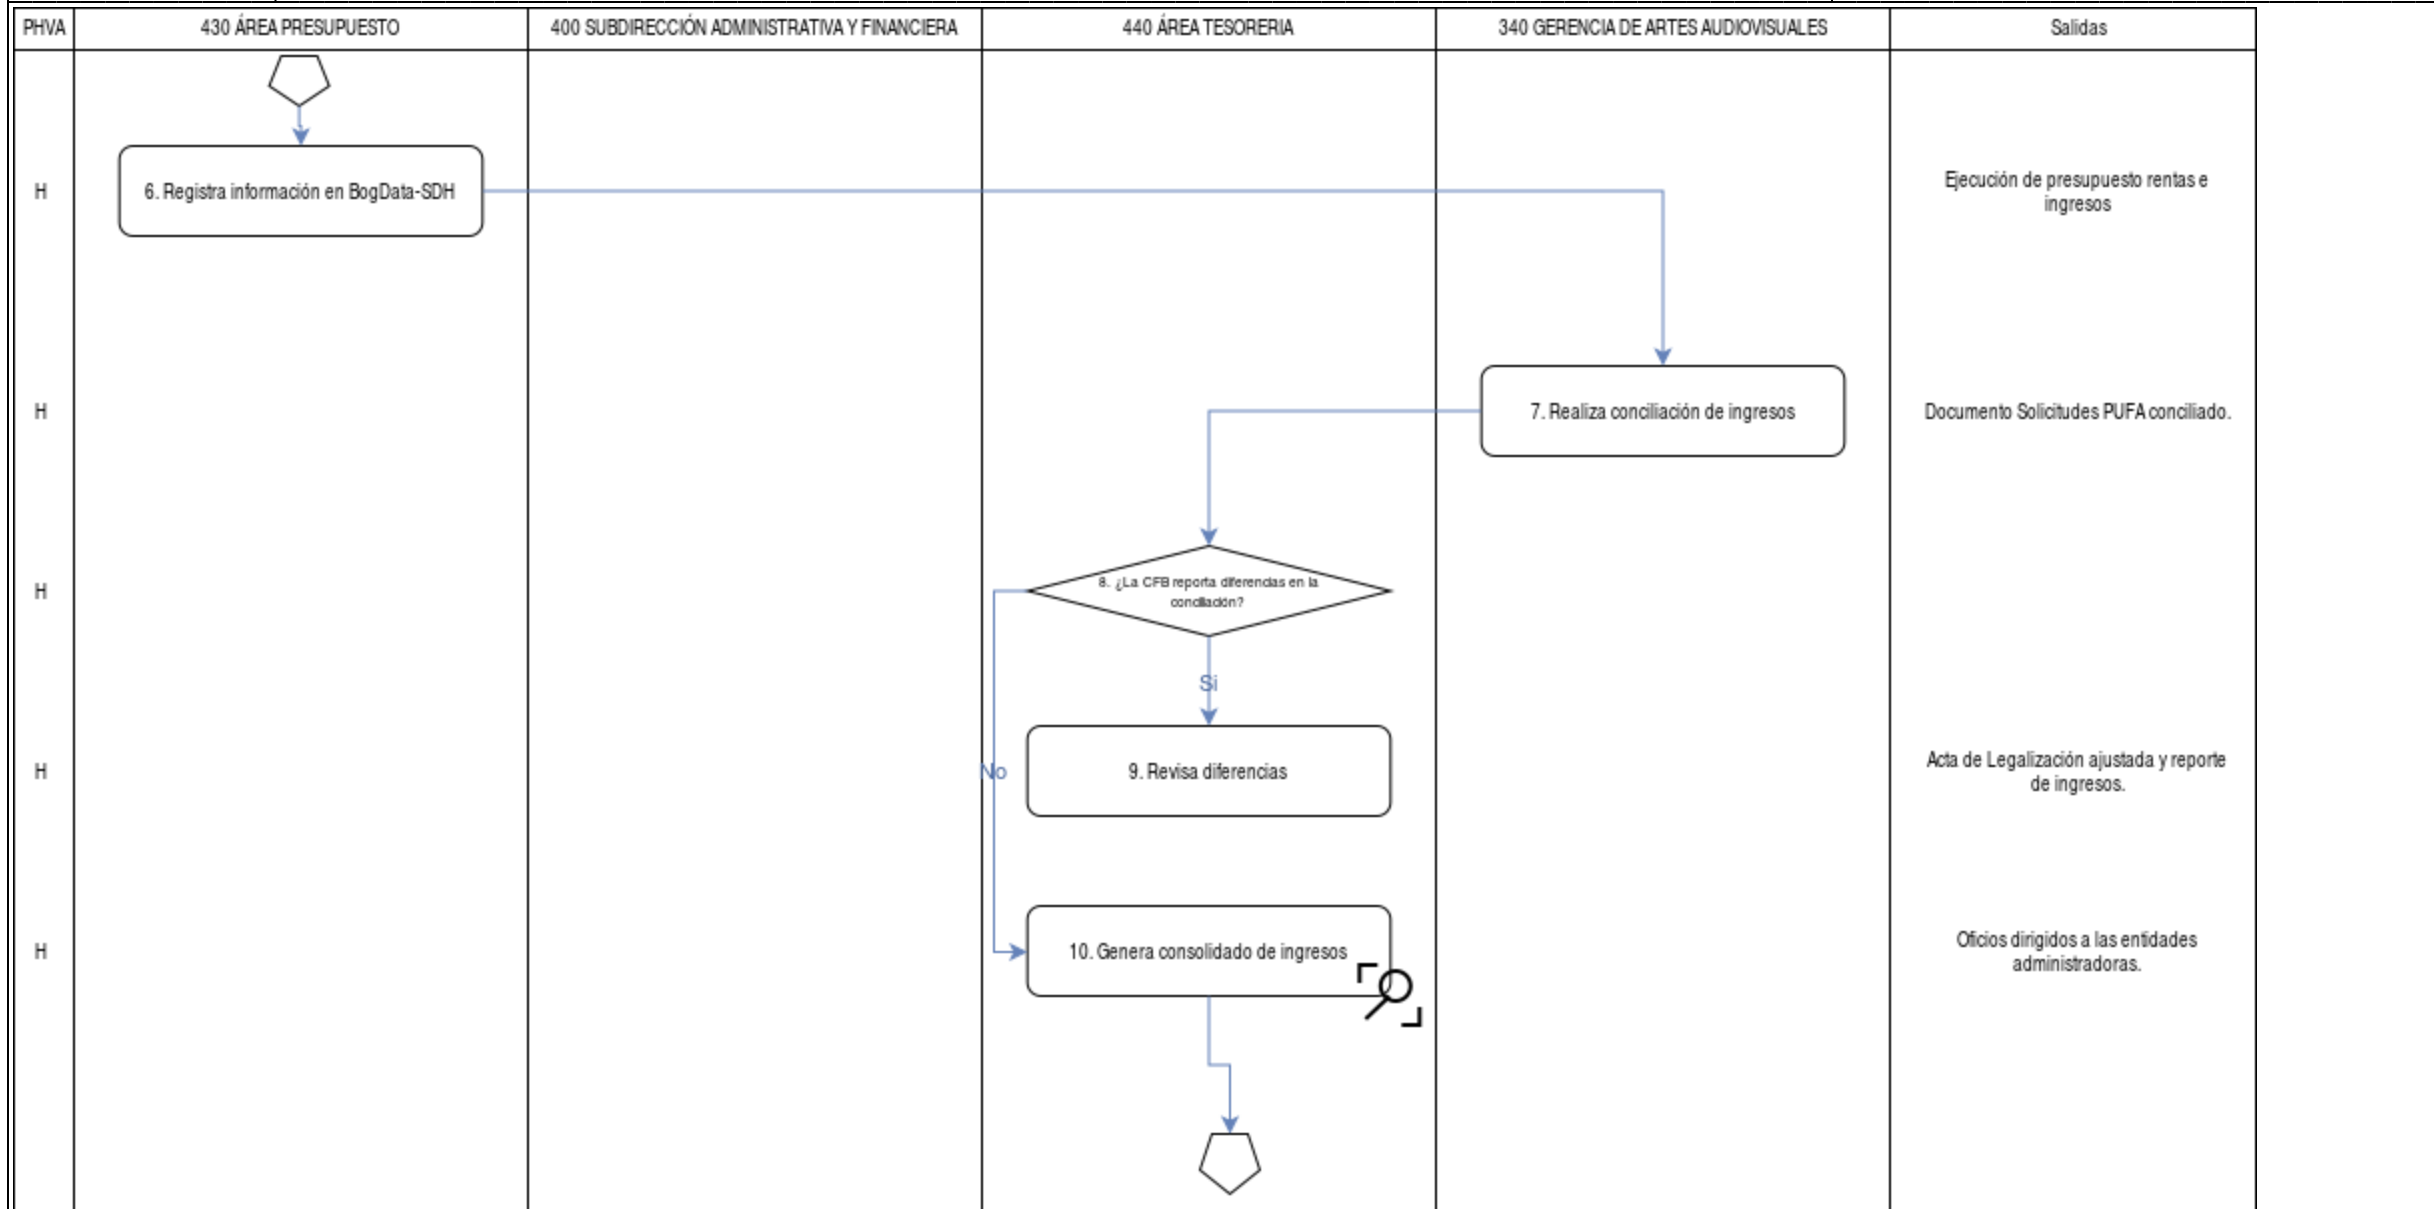 PHVA
430 ÁREA PRESUPUESTO
400 SUBDIRECCIÓN ADMINISTRATIVA Y FINANCIERA
440 ÁREA TESORERIA
340 GERENCIA DE ARTES AUDIOVISUALES
Salidas
H
6. Registra información en BogData-SDH
Ejecución de presupuesto rentas e
ingresos
H
7. Realiza conciliación de ingresos
Documento Solicitudes PUFA conciliado.
H
8. ¿La CFB reporta diferencias en la
conciliación?
Si
H
No
9. Revisa diferencias
Acta de Legalización ajustada y reporte
de ingresos.
H
10. Genera consolidado de ingresos
Oficios dirigidos a las entidades
administradoras.